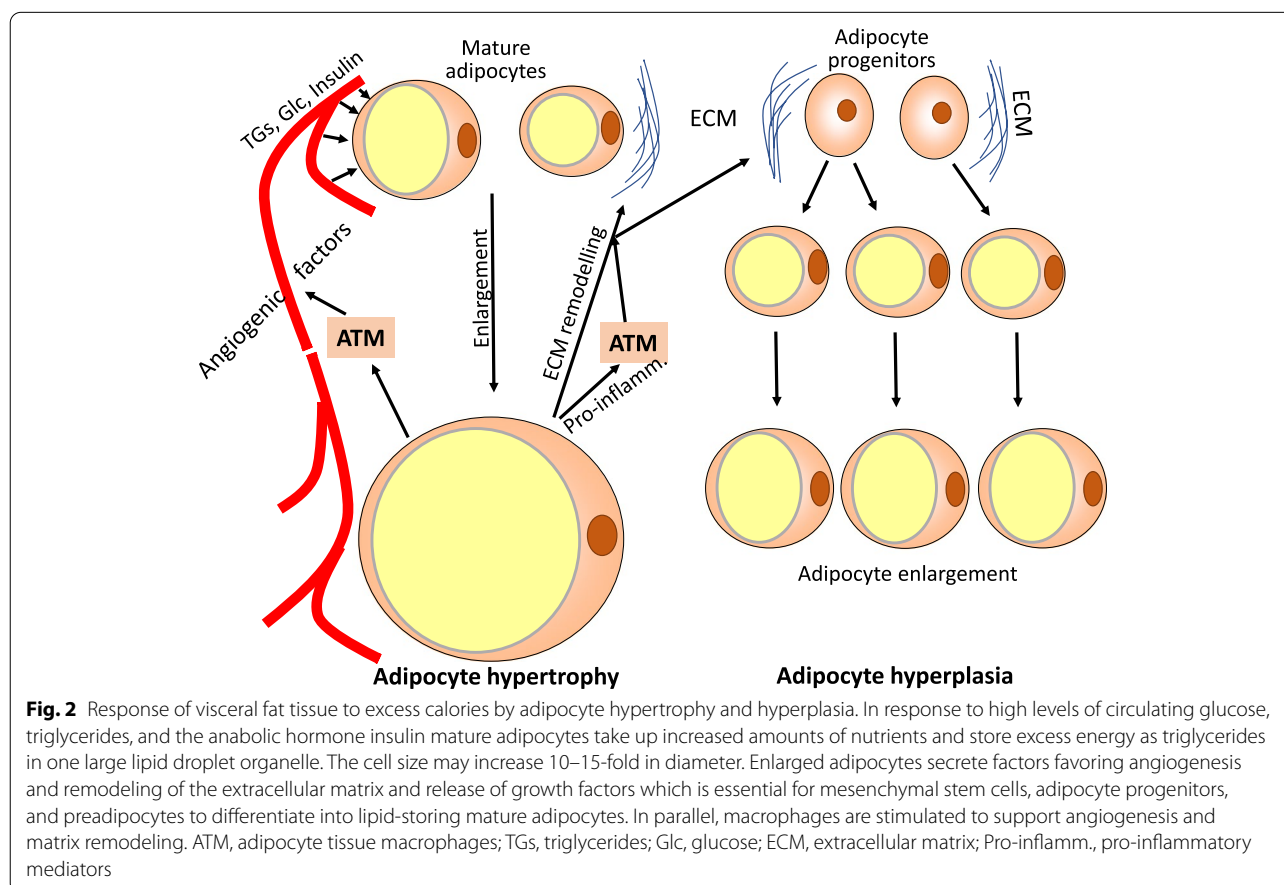 Mature
adipocytes
Adipocyte
progenitors
TGs, Glc, Insulin
ECM
ECM
Angiogenic factors
Enlargement
ECM remodelling
ATM
ATM
Pro-inflamm.
Adipocyte enlargement
Adipocyte hypertrophy
Adipocyte hyperplasia
Fig. 2 Response of visceral fat tissue to excess calories by adipocyte hypertrophy and hyperplasia. In response to high levels of circulating glucose,
triglycerides, and the anabolic hormone insulin mature adipocytes take up increased amounts of nutrients and store excess energy as triglycerides
in one large lipid droplet organelle. The cell size may increase 10–15-fold in diameter. Enlarged adipocytes secrete factors favoring angiogenesis
and remodeling of the extracellular matrix and release of growth factors which is essential for mesenchymal stem cells, adipocyte progenitors,
and preadipocytes to differentiate into lipid-storing mature adipocytes. In parallel, macrophages are stimulated to support angiogenesis and
matrix remodeling. ATM, adipocyte tissue macrophages; TGs, triglycerides; Glc, glucose; ECM, extracellular matrix; Pro-inflamm., pro-inflammatory
mediators